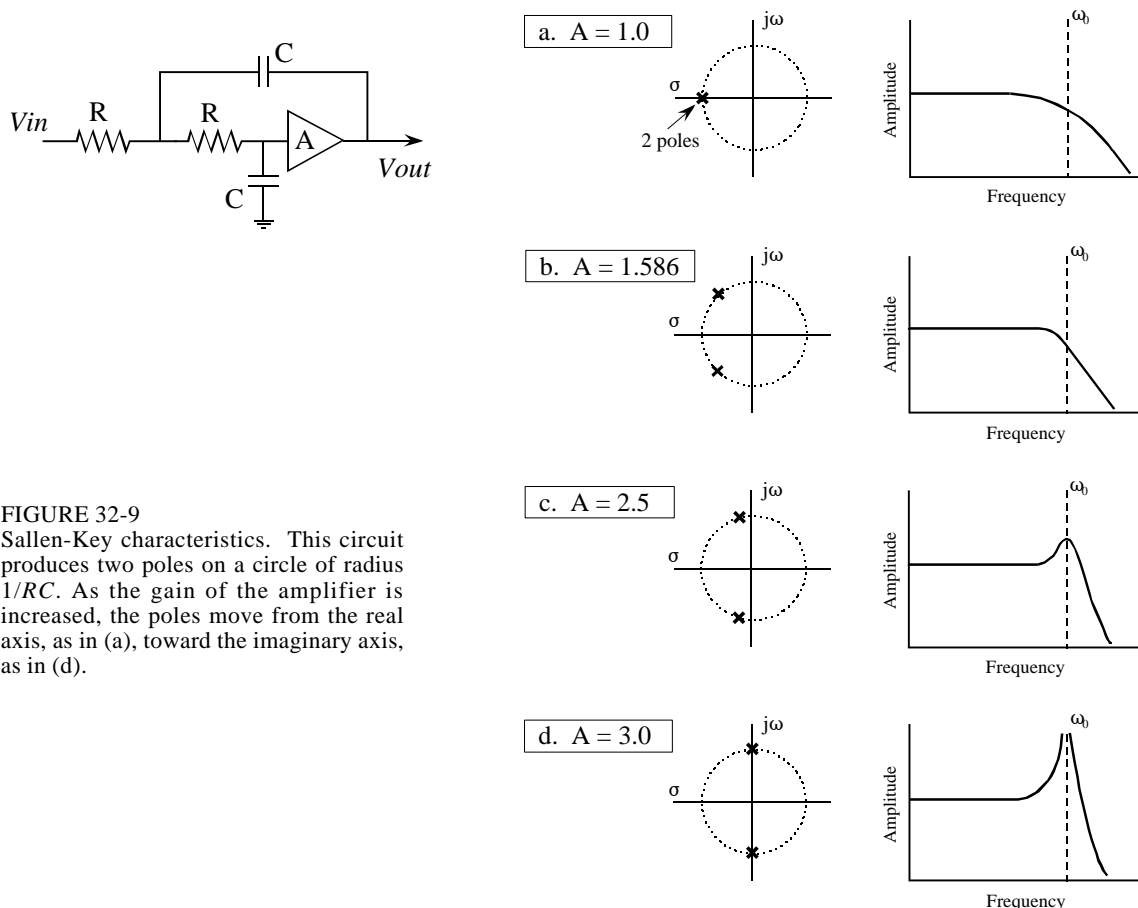 C
R
R
Vin
A
Vout
C
FIGURE 32-9
Sallen-Key characteristics. This circuit
produces two poles on a circle of radius
1/RC. As the gain of the amplifier is
increased, the poles move from the real
axis, as in (a), toward the imaginary axis,
as in (d).
a. A = 1.0
jω
σ
2 poles
ω0
Amplitude
Frequency
b. A = 1.586
jω
σ
ω0
Amplitude
Frequency
c. A = 2.5
jω
σ
ω0
Amplitude
Frequency
d. A = 3.0
jω
σ
ω0
Amplitude
Frequency